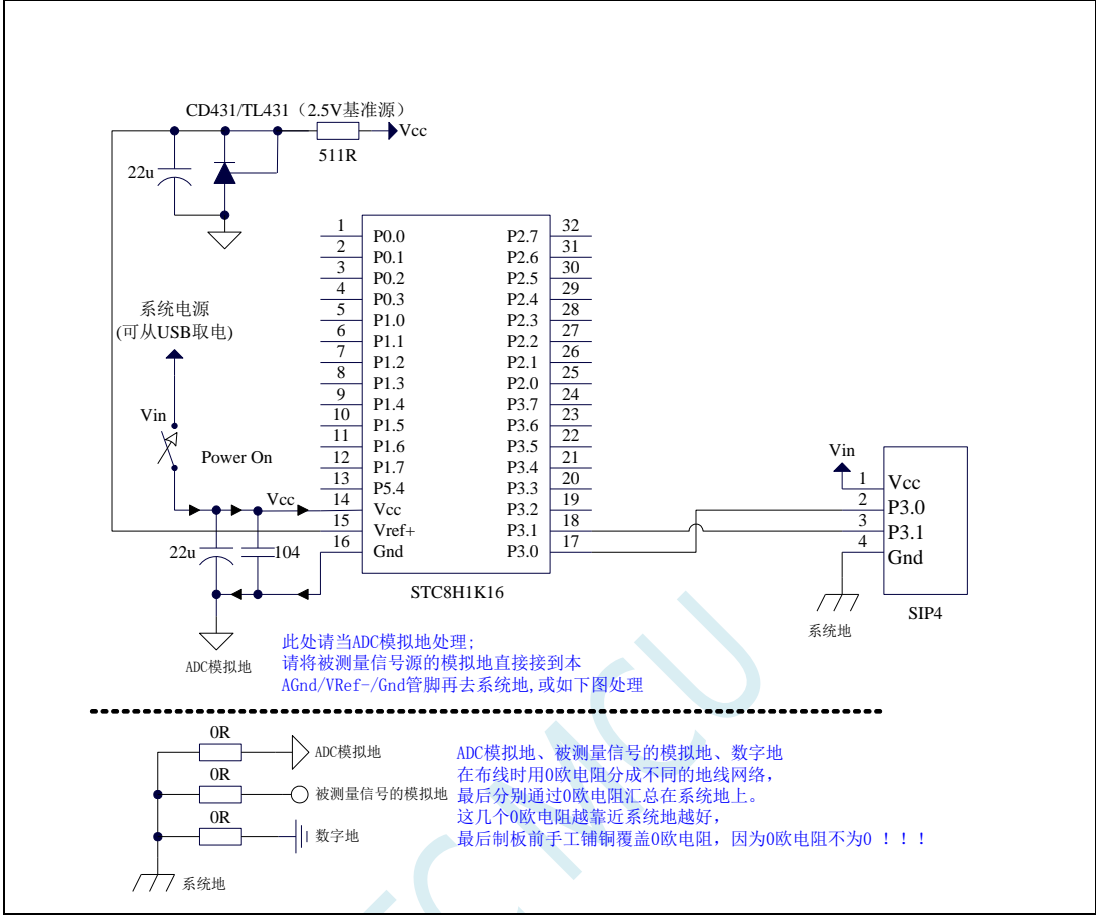 CD431/TL431（2.5V基准源）
Vcc
511R
22u
1 P0.0 P2.7 32
2 P0.1 P2.6 31
3 P0.2 P2.5 30
4 P0.3 P2.4 29
5 P1.0 P2.3 28
6 P1.1 P2.2 27
7 P1.2 P2.1 26
8 P1.3 P2.0 25
9 P1.4 P3.7 24
10 P1.5 P3.6 23
11 P1.6 P3.5 22
12 P1.7 P3.4 21
13 P5.4 P3.3 20
14 Vcc P3.2 19
15 Vref+ P3.1 18
16 Gnd P3.0 17
STC8H1K16
系统电源
(可从USB取电)
Vin
Power On
Vcc
22u
104
ADC模拟地
Vin
1 Vcc
2 P3.0
3 P3.1
4 Gnd
SIP4
系统地
此处请当ADC模拟地处理;
请将被测量信号源的模拟地直接接到本
AGnd/VRef-/Gnd管脚再去系统地,或如下图处理
0R
ADC模拟地
0R
被测量信号的模拟地
0R
数字地
系统地
ADC模拟地、被测量信号的模拟地、数字地
在布线时用0欧电阻分成不同的地线网络，
最后分别通过0欧电阻汇总在系统地上。
这几个0欧电阻越靠近系统地越好，
最后制板前手工铺铜覆盖0欧电阻，因为0欧电阻不为0 ！！！
MCU